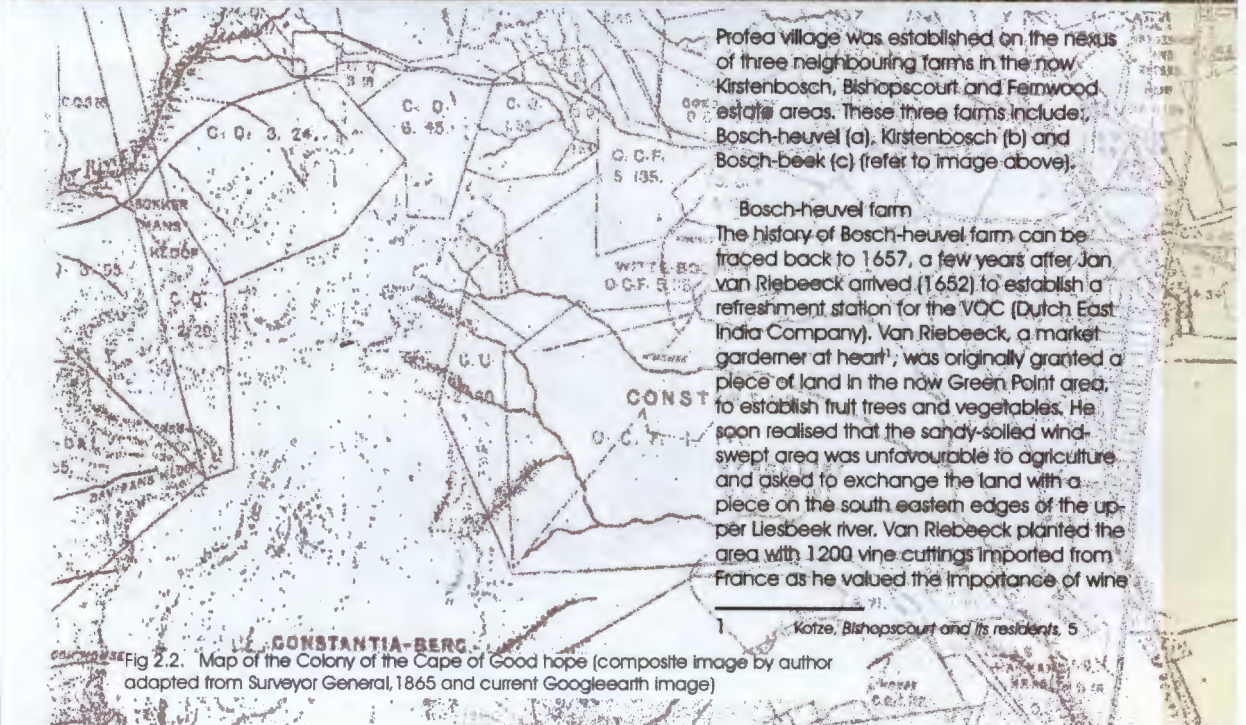 Protea village was established on the nexus
of three neighbouring farms in the now
Kirstenbosch, Bishopscourt and Fernwood
estate areas. These three farms include;
Bosch-heuvel (a), Kirstenbosch (b) and
Bosch-beek (c) (refer to image above).
Bosch-heuvel farm
The history of Bosch-heuvel farm can be
traced back to 1657, a few years after Jan
van Riebeeck arrived (1652) to establish a
refreshment station for the VOC (Dutch East
India Company). Van Riebeeck, a market
garderner at heart¹, was originally granted a
piece of land in the now Green Point area,
to establish fruit trees and vegetables. He
soon realised that the sandy-soiled wind-
swept area was unfavourable to agriculture
and asked to exchange the land with a
piece on the south eastern edges of the up-
per Liesbeek river. Van Riebeeck planted the
area with 1200 vine cuttings imported from
France as he valued the importance of wine
1 Kotze, Bishopscourt and its residents, 5
C. Q. 3. 24.
C. Q.
6. 45.
O. C. F.
5 135.
WITTE-BO
O.C.F. 5
CONST
CONSTANTIA-BERG
Fig 2.2. Map of the Colony of the Cape of Good hope (composite image by author
adapted from Surveyor General,1865 and current Googleearth image)